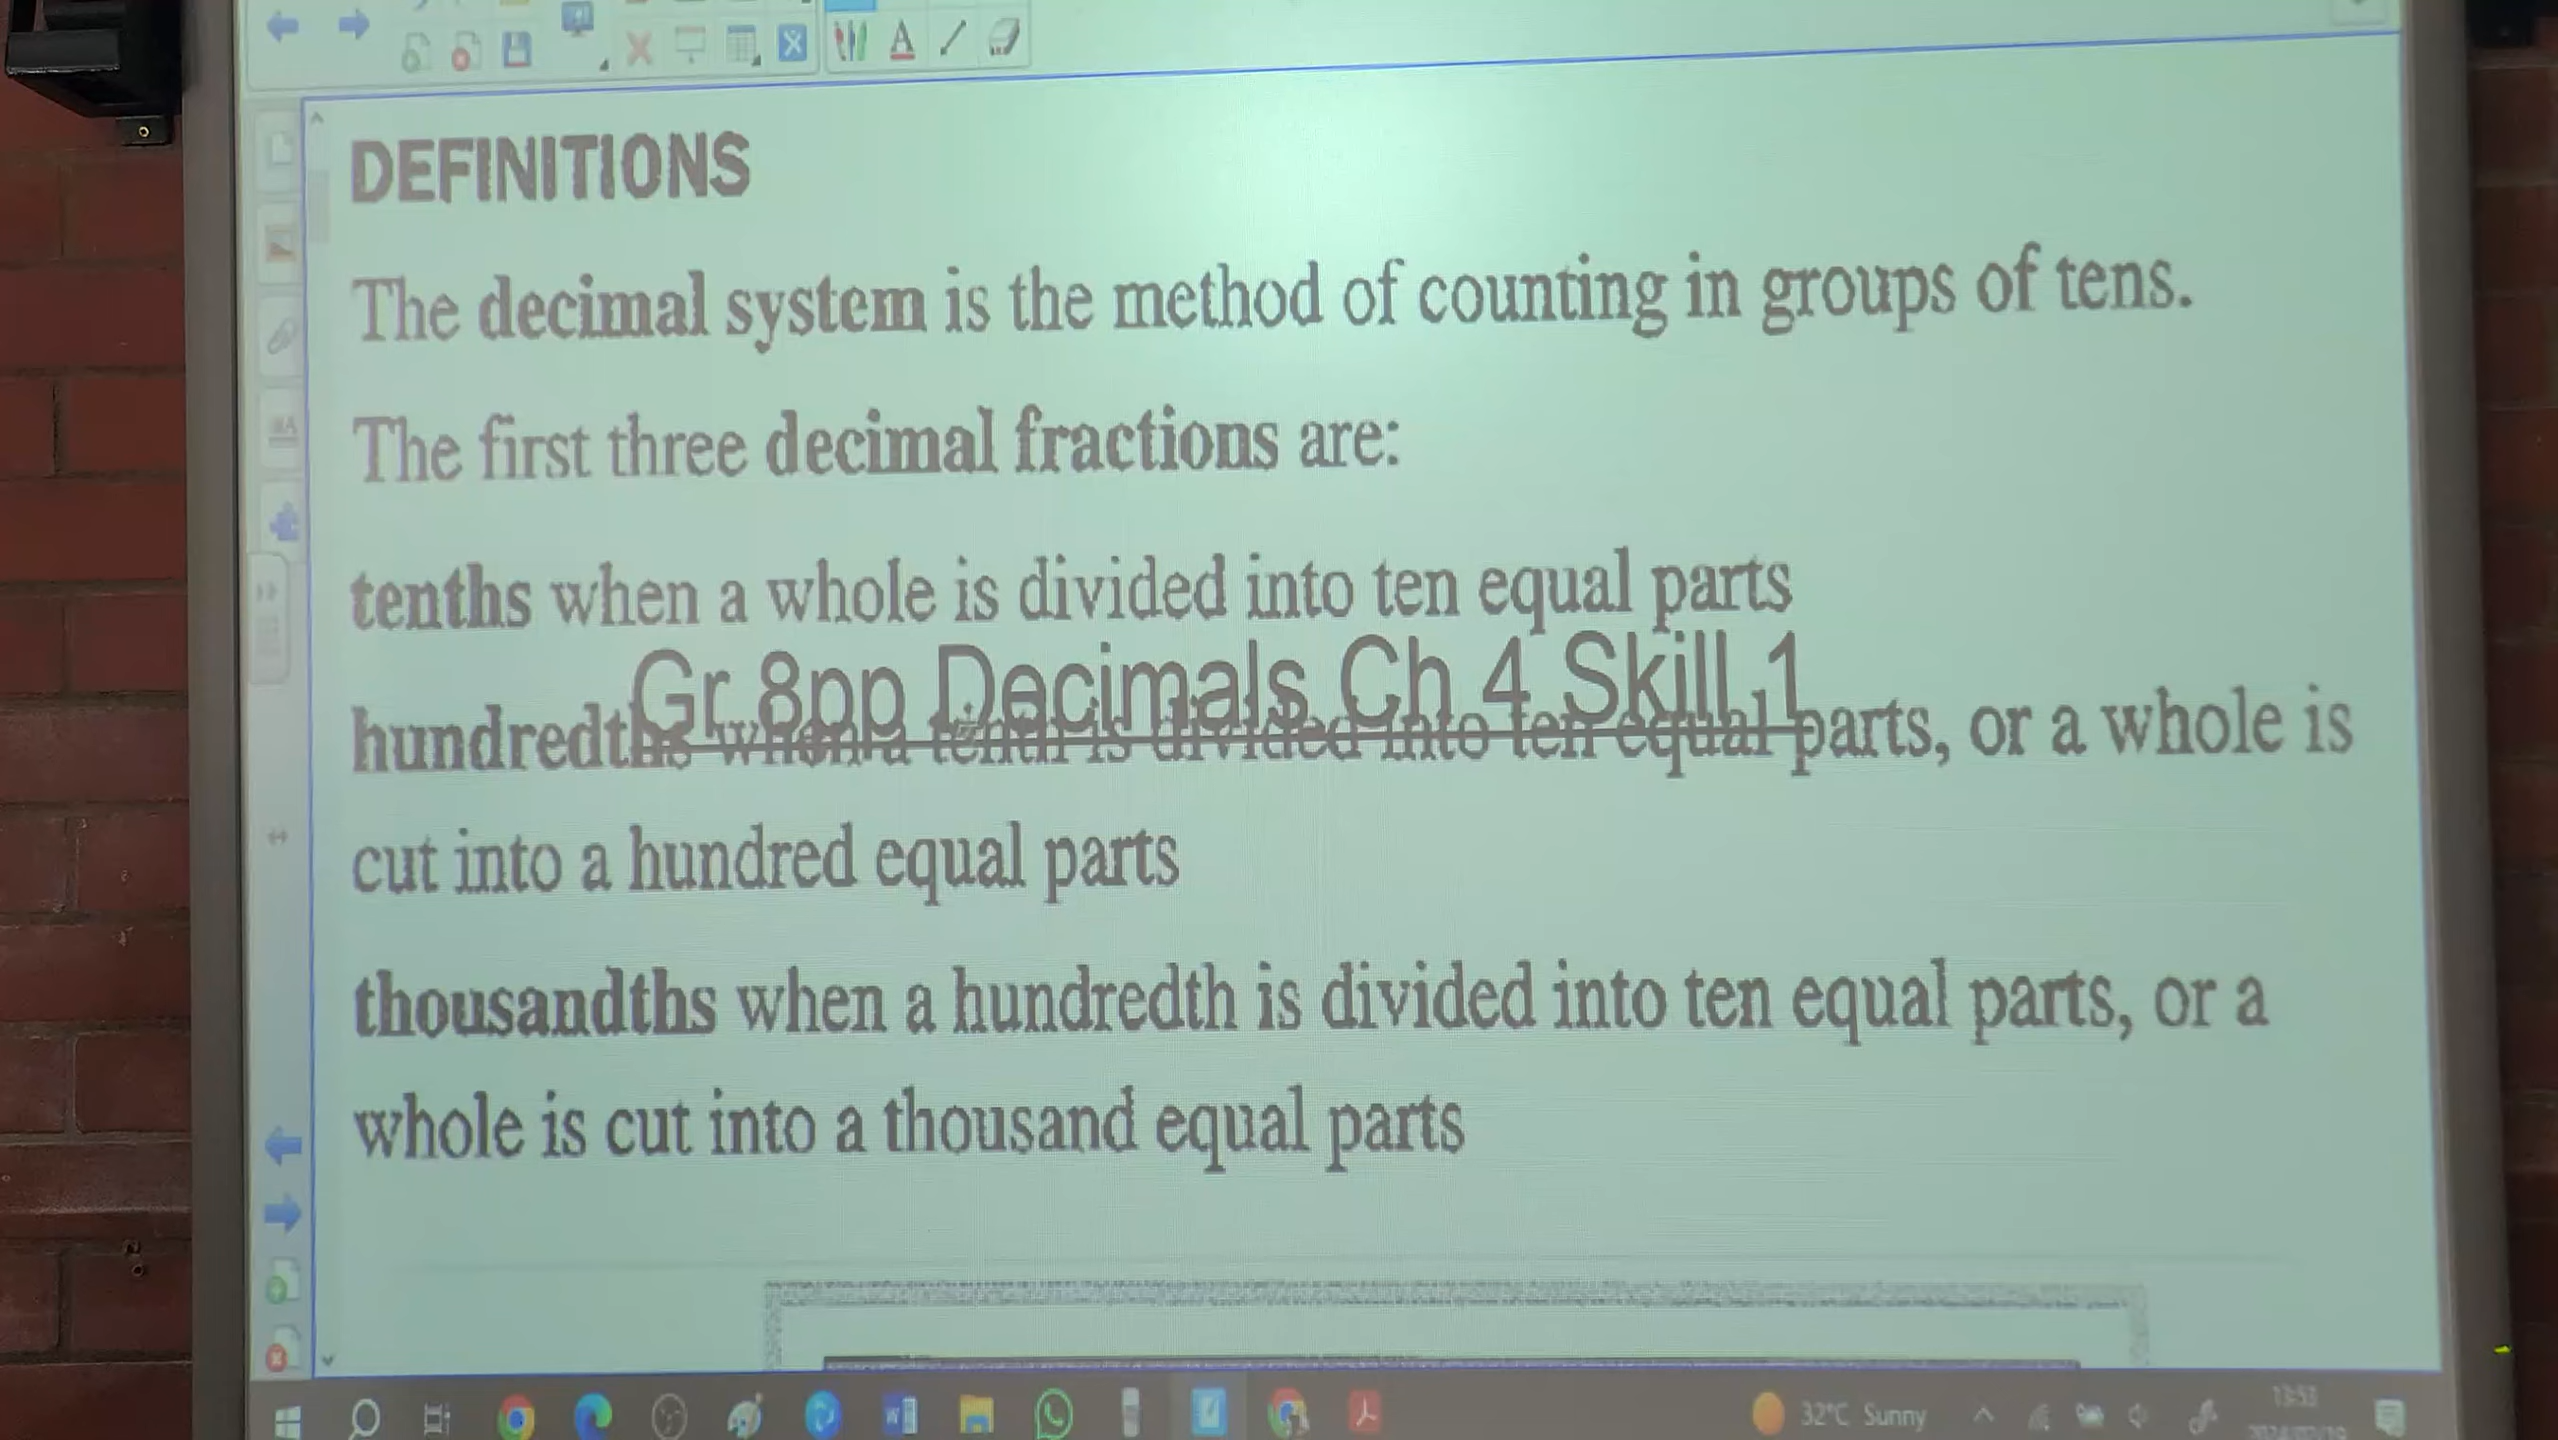 DEFINITIONS
The decimal system is the method of counting in groups of tens.
The first three decimal fractions are:
tenths when a whole is divided into ten equal parts
Gr 8pp Decimals Ch 4 Skill 1
hundredths when a tenth is divided into ten equal parts, or a whole is
cut into a hundred equal parts
thousandths when a hundredth is divided into ten equal parts, or a
whole is cut into a thousand equal parts
32°C Sunny
13:53